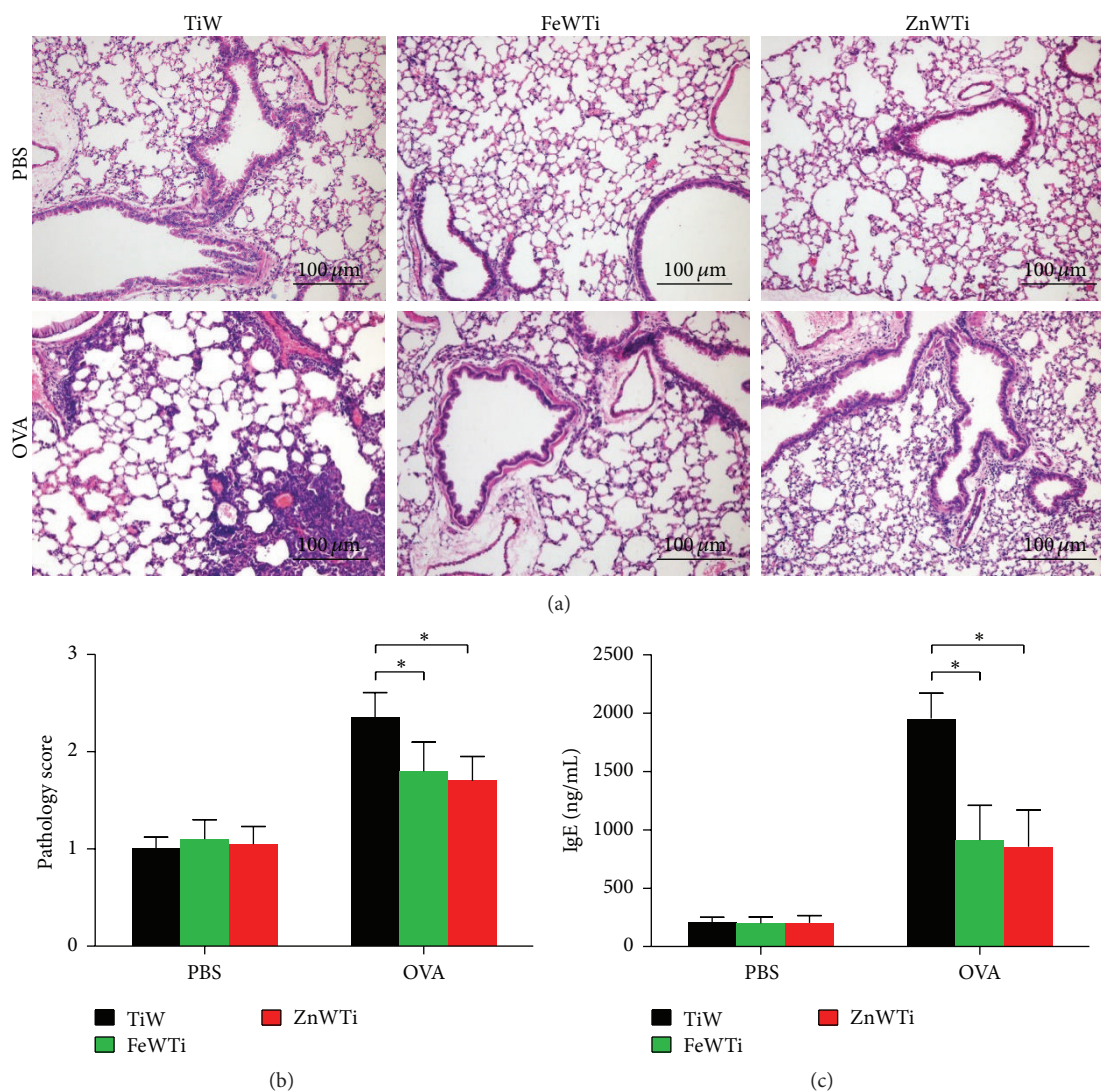 TiW FeWTi ZnWTi
PBS
100 μm 100 μm 100 μm
OVA
100 μm 100 μm 100 μm
(a)
3
2
1
0
Pathology score
* *
PBS OVA
TiW ZnWTi
FeWTi
(b)
2500
2000
1500
1000
500
0
IgE (ng/mL)
* *
PBS OVA
TiW ZnWTi
FeWTi
(c)